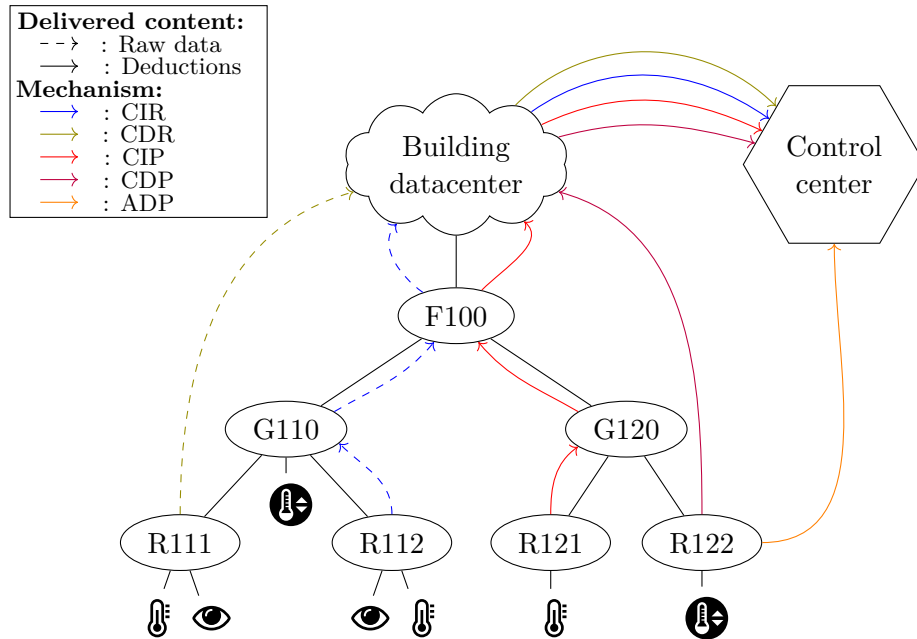 Delivered content:
: Raw data
: Deductions
Mechanism:
: CIR
: CDR
: CIP
: CDP
: ADP
Building
datacenter
Control
center
F100
G110
G120
R111
R112
R121
R122